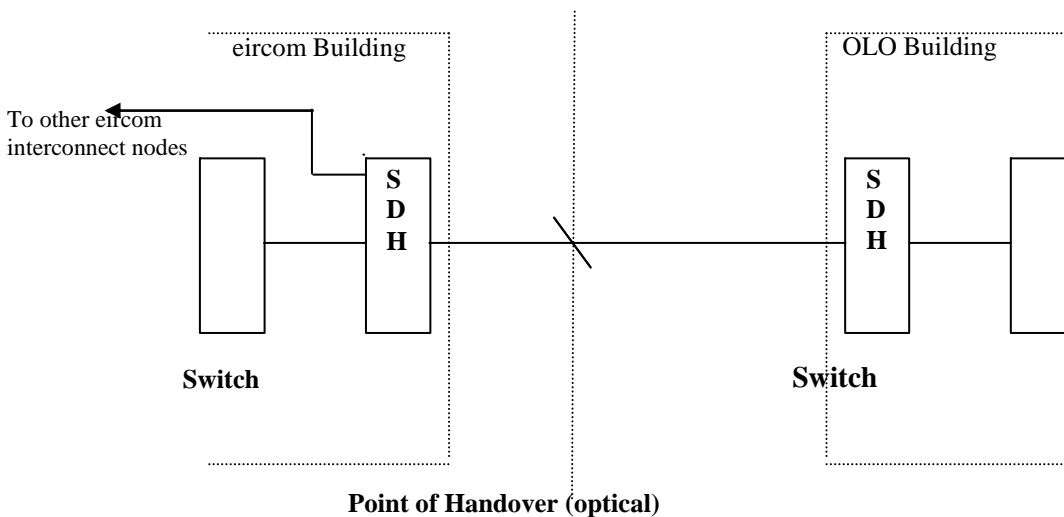 eircom Building
OLO Building
To other eircom
interconnect nodes
S
D
H
S
D
H
Switch
Switch
Point of Handover (optical)